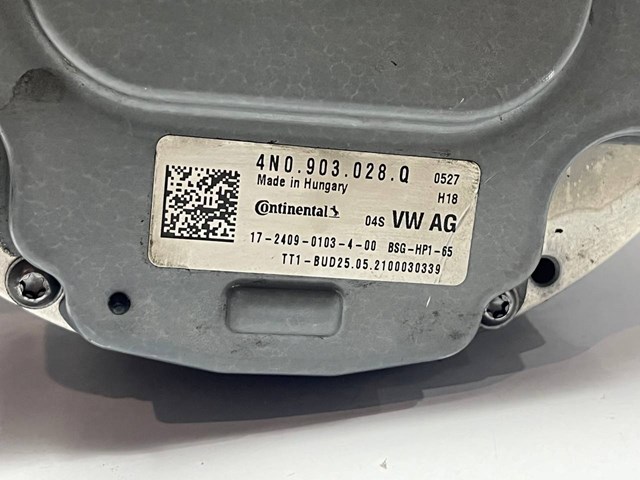 4N0.903.028.Q 0527
Made in Hungary H18
Continental 04S VW AG
17-2409-0103-4-00 BSG-HP1-65
TT1-BUD25.05.2100030339